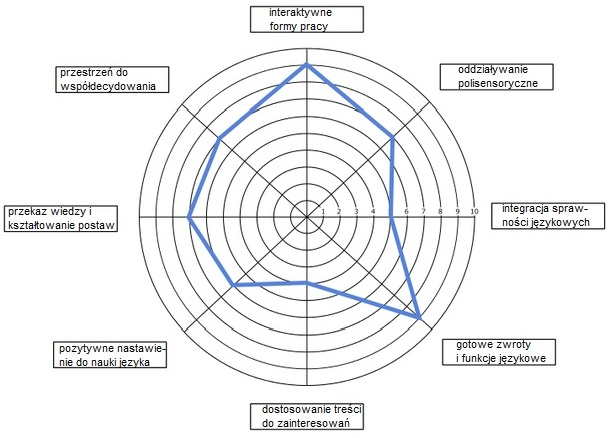 interaktywne
formy pracy
oddziaływanie
polisensoryczne
przestrzeń do
współdecydowania
przekaz wiedzy i
kształtowanie postaw
1 2 3 4 5 6 7 8 9 10
integracja spraw-
ności językowych
pozytywne nastawie-
nie do nauki języka
gotowe zwroty
i funkcje językowe
dostosowanie treści
do zainteresowań